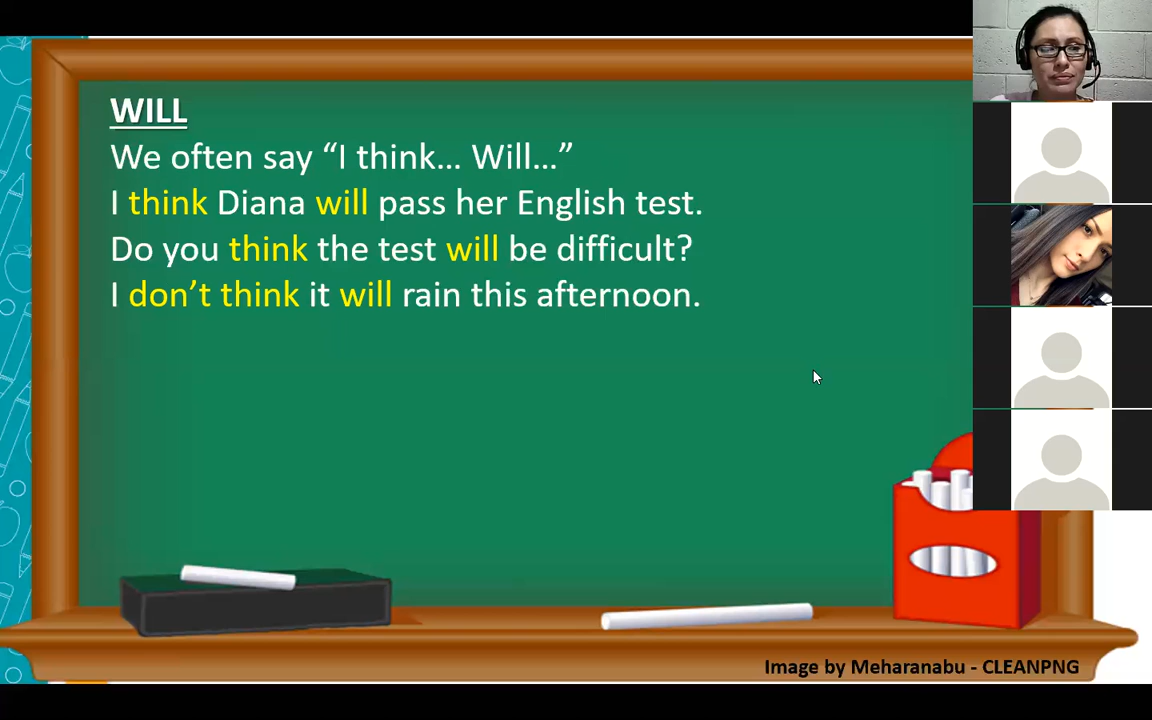 WILL
We often say “I think… Will…”
I think Diana will pass her English test.
Do you think the test will be difficult?
I don’t think it will rain this afternoon.
Image by Meharanabu - CLEANPNG